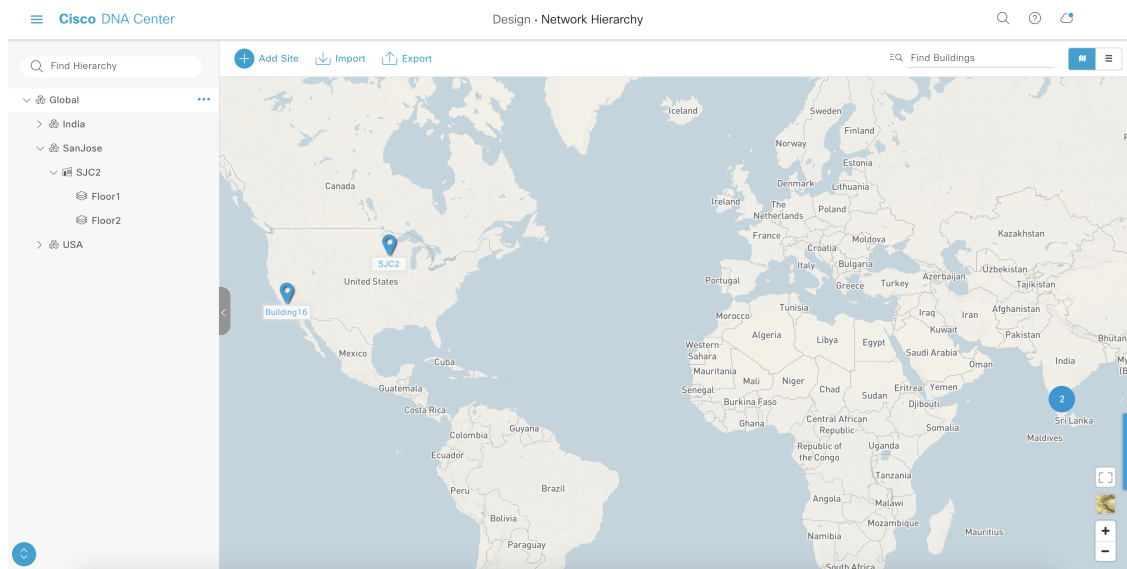 Cisco DNA Center
Design · Network Hierarchy
Find Hierarchy
Add Site
Import
Export
Find Buildings
Global
India
SanJose
SJC2
Floor1
Floor2
USA
Iceland
Sweden
Finland
Norway
Estonia
Canada
Denmark
Lithuania
Ireland
The
Netherlands
Poland
France
Kazakhstan
Croatia
Moldova
SJC2
Italy
Bulgaria
Uzbekistan
United States
Portugal
Greece
Turkey
Azerbaijan
Tajikistan
Building16
Morocco
Tunisia
Iraq
Iran
Afghanistan
Algeria
Libya
Egypt
Kuwait
Pakistan
Bhutan
Western
Sahara
Mexico
Cuba
Saudi Arabia
Oman
India
My
(B
Mauritania
Guatemala
Senegal
Mali
Niger
Chad
Sudan
Eritrea
Yemen
2
Burkina Faso
Djibouti
Costa Rica
Ghana
Central African
Republic
Somalia
Sri Lanka
Colombia
Guyana
Republic of
the Congo
Uganda
Maldives
Ecuador
Tanzania
Peru
Brazil
Angola
Malawi
Bolivia
Mozambique
Namibia
Mauritius
Paraguay
South Africa